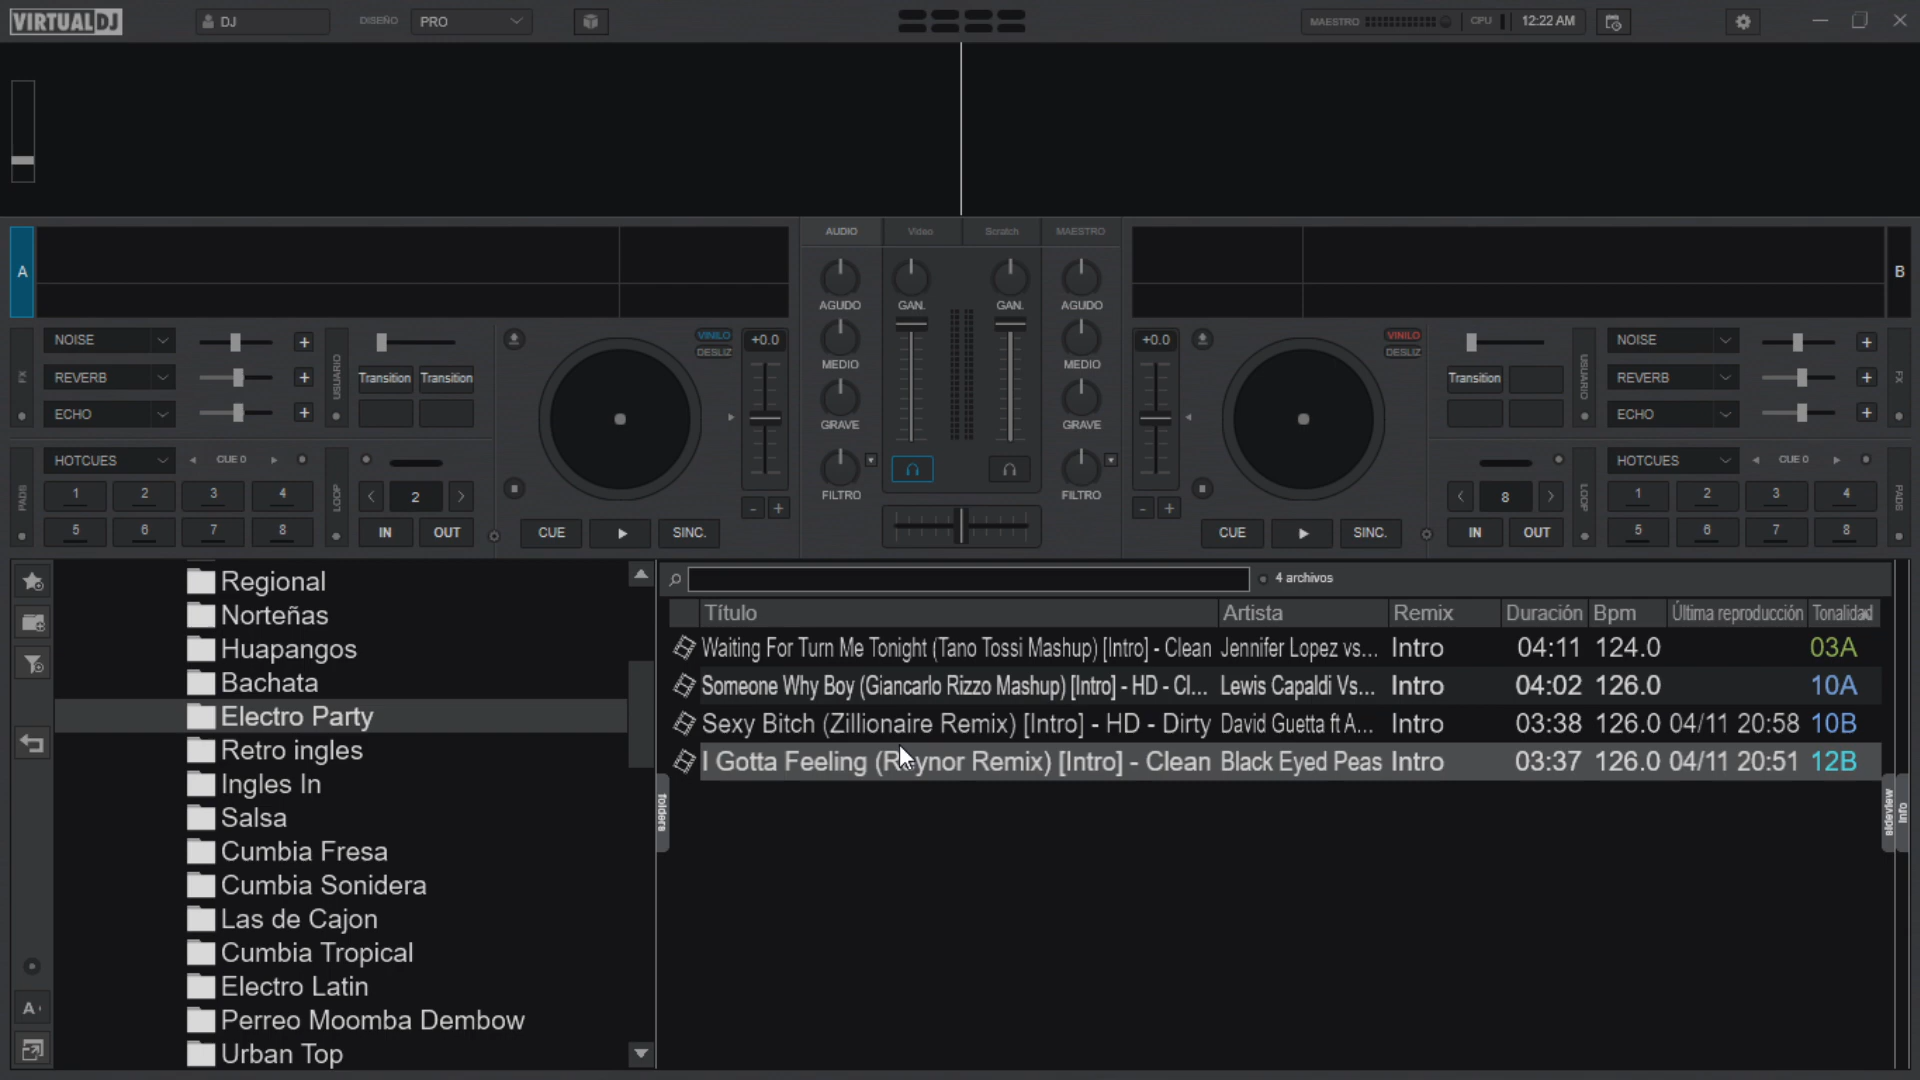 VIRTUAL DJ
DJ
DISEÑO PRO
MAESTRO CPU 12:22 AM
AUDIO Video Scratch MAESTRO
A
B
AGUDO GAN. GAN. AGUDO
MEDIO MEDIO
GRAVE GRAVE
FILTRO FILTRO
FX NOISE + USUARIO
REVERB + Transition Transition
ECHO +
VINILO +0.0
DESLIZ
PADS HOTCUES CUE 0 LOOP
1 2 3 4 < 2 >
5 6 7 8 IN OUT
CUE SINC. - +
+0.0 VINILO
DESLIZ
USUARIO NOISE + FX
Transition REVERB +
ECHO +
HOTCUES CUE 0 LOOP PADS
< 8 > 1 2 3 4
IN OUT 5 6 7 8
- + CUE SINC.
Regional
Norteñas
Huapangos
Bachata
Electro Party
Retro ingles
Ingles In
Salsa
Cumbia Fresa
Cumbia Sonidera
Las de Cajon
Cumbia Tropical
Electro Latin
Perreo Moomba Dembow
Urban Top
A
folders
4 archivos
Título Artista Remix Duración Bpm Última reproducción Tonalidad
Waiting For Turn Me Tonight (Tano Tossi Mashup) [Intro] - Clean Jennifer Lopez vs... Intro 04:11 124.0 03A
Someone Why Boy (Giancarlo Rizzo Mashup) [Intro] - HD - Cl... Lewis Capaldi Vs... Intro 04:02 126.0 10A
Sexy Bitch (Zillionaire Remix) [Intro] - HD - Dirty David Guetta ft A... Intro 03:38 126.0 04/11 20:58 10B
I Gotta Feeling (Raynor Remix) [Intro] - Clean Black Eyed Peas Intro 03:37 126.0 04/11 20:51 12B
sideview
info